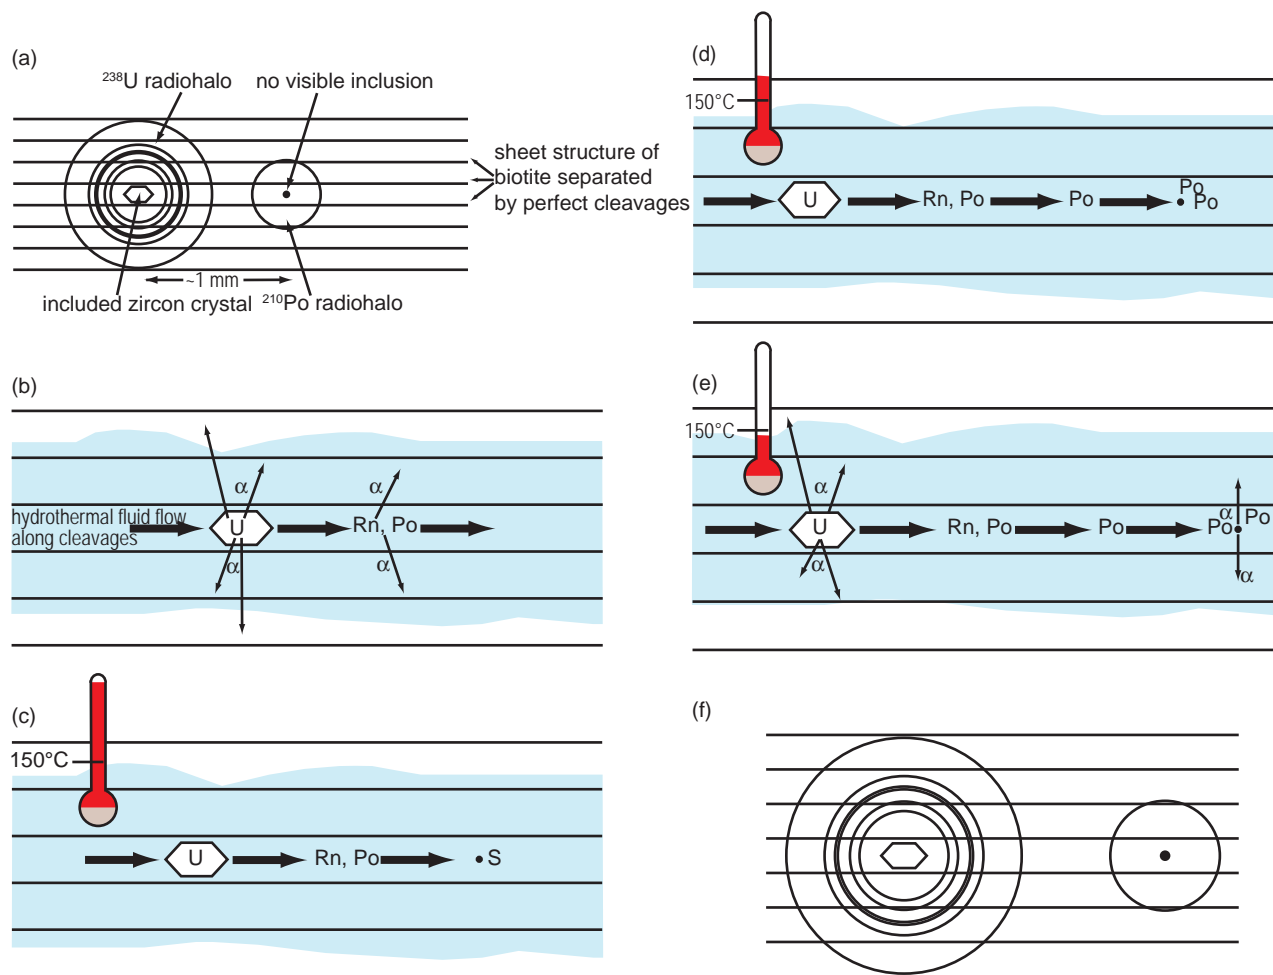 (a)
²³⁸U radiohalo
no visible inclusion
sheet structure of
biotite separated
by perfect cleavages
~1 mm
included zircon crystal
²¹⁰Po radiohalo
(b)
α
α
hydrothermal fluid flow
along cleavages
U
Rn, Po
α
α
(c)
150°C
U
Rn, Po
S
(d)
150°C
U
Rn, Po
Po
Po
Po
(e)
150°C
α
U
Rn, Po
Po
Po
α
Po
α
α
(f)